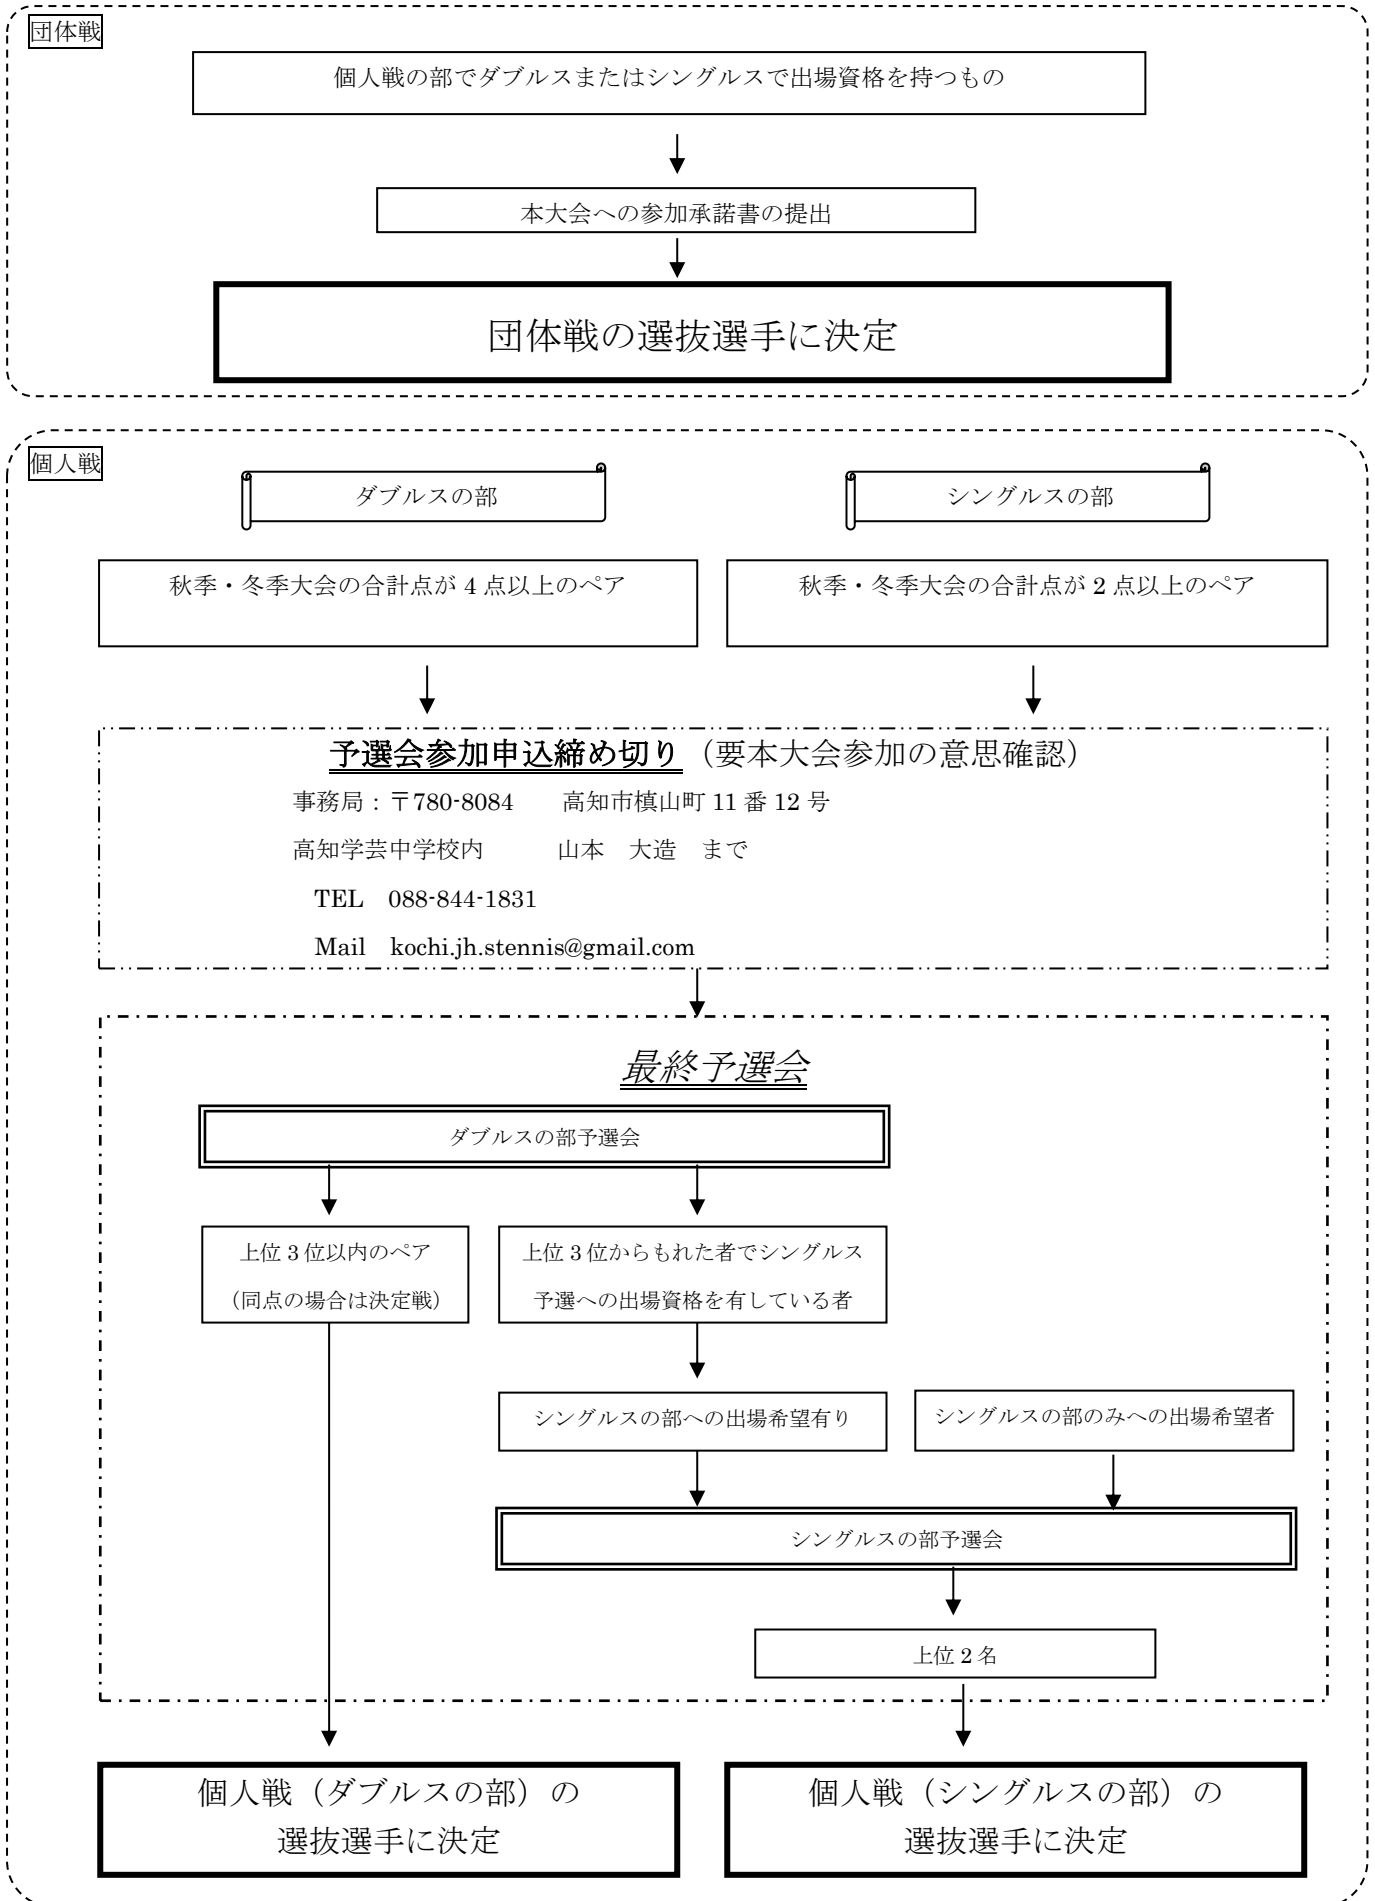 団体戦
個人戦の部でダブルスまたはシングルスで出場資格を持つもの
本大会への参加承諾書の提出
団体戦の選抜選手に決定
個人戦
ダブルスの部
シングルスの部
秋季・冬季大会の合計点が 4 点以上のペア
秋季・冬季大会の合計点が 2 点以上のペア
予選会参加申込締め切り（要本大会参加の意思確認）
事務局：〒780-8084　　高知市槙山町 11 番 12 号
高知学芸中学校内　　　山本　大造　まで
TEL　088-844-1831
Mail　kochi.jh.stennis@gmail.com
最終予選会
ダブルスの部予選会
上位 3 位以内のペア
（同点の場合は決定戦）
上位 3 位からもれた者でシングルス
予選への出場資格を有している者
シングルスの部への出場希望有り
シングルスの部のみへの出場希望者
シングルスの部予選会
上位 2 名
個人戦（ダブルスの部）の
選抜選手に決定
個人戦（シングルスの部）の
選抜選手に決定